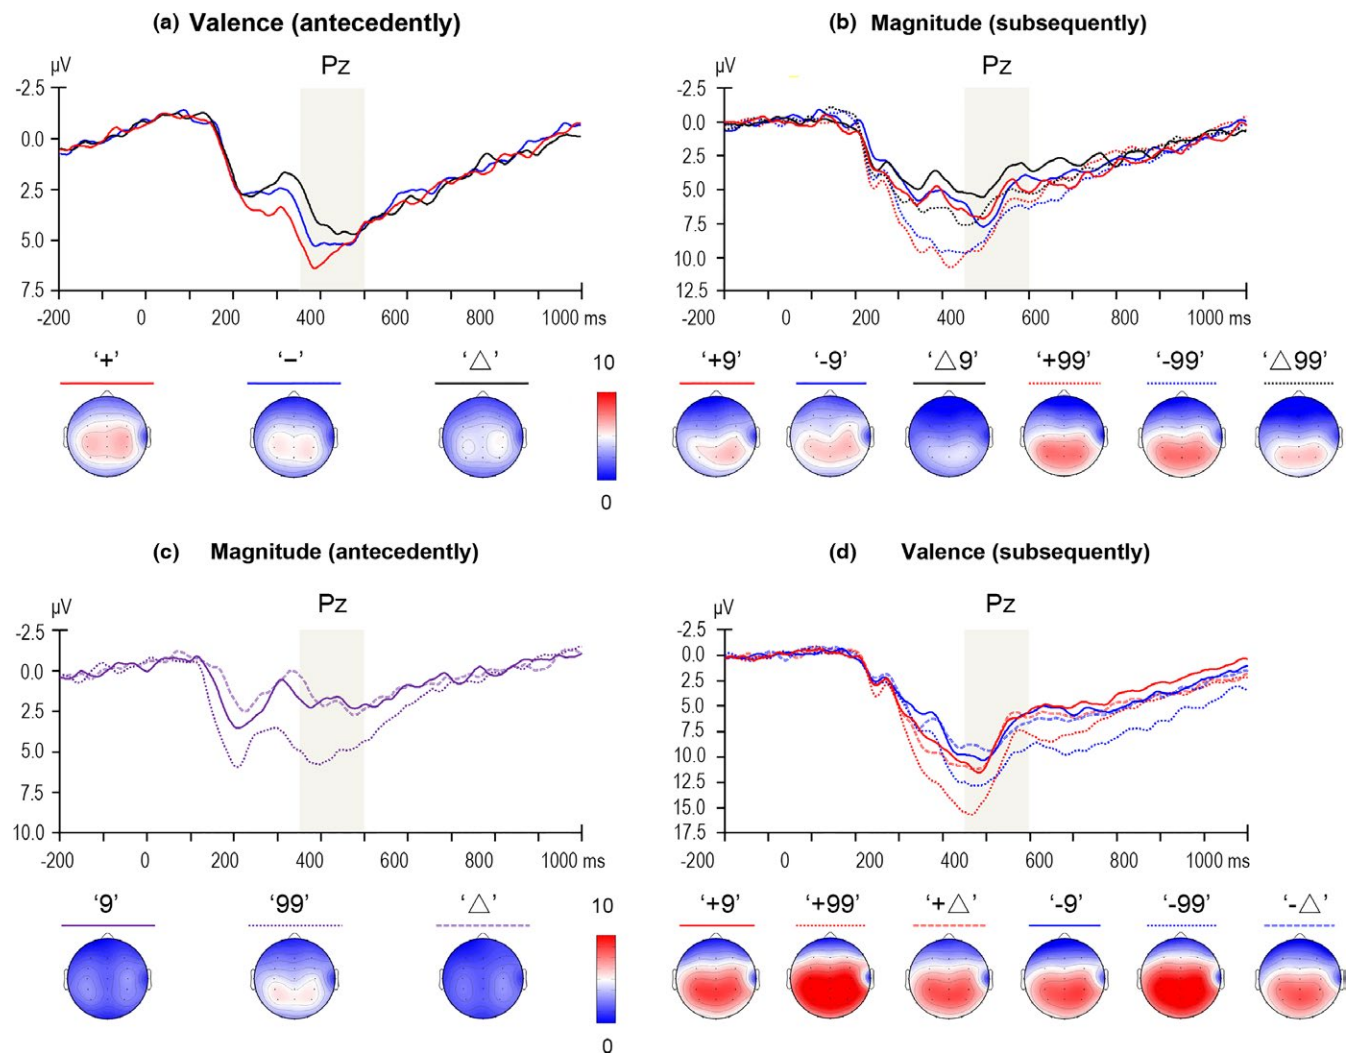 (a) Valence (antecedently)
µV
Pz
-2.5
0.0
2.5
5.0
7.5
-200 0 200 400 600 800 1000 ms
‘+’ ‘−’ ‘△’
10
0
(b) Magnitude (subsequently)
µV
Pz
-2.5
0.0
2.5
5.0
7.5
10.0
12.5
-200 0 200 400 600 800 1000 ms
‘+9’ ‘-9’ ‘△9’ ‘+99’ ‘-99’ ‘△99’
(c) Magnitude (antecedently)
µV
Pz
-2.5
0.0
2.5
5.0
7.5
10.0
-200 0 200 400 600 800 1000 ms
‘9’ ‘99’ ‘△’
10
0
(d) Valence (subsequently)
µV
Pz
-2.5
0.0
2.5
5.0
7.5
10.0
12.5
15.0
17.5
-200 0 200 400 600 800 1000 ms
‘+9’ ‘+99’ ‘+△’ ‘-9’ ‘-99’ ‘-△’